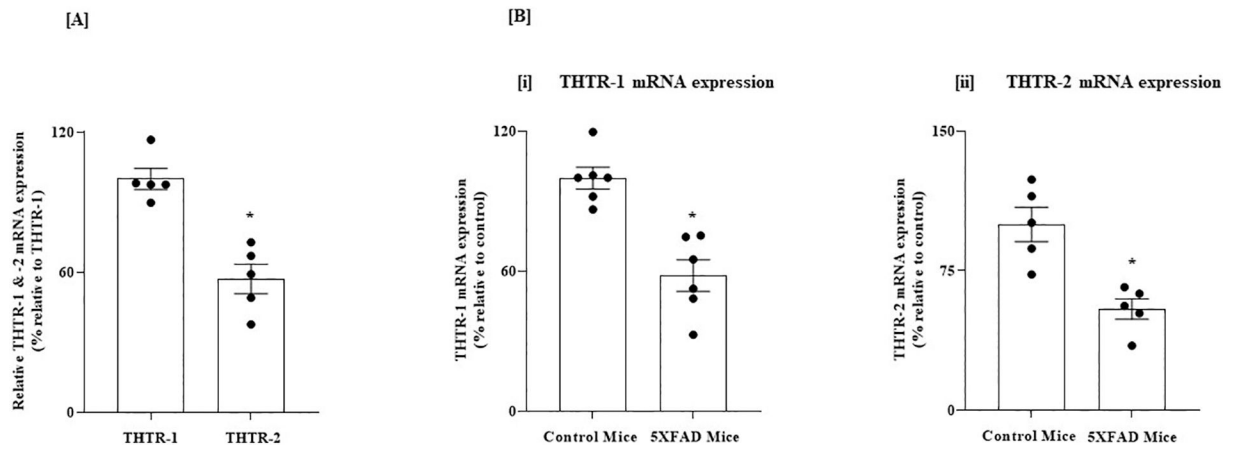 [A]
[B]
[i] THTR-1 mRNA expression
[ii] THTR-2 mRNA expression
Relative THTR-1 & -2 mRNA expression
(% relative to THTR-1)
120
60
0
*
THTR-1 THTR-2
THTR-1 mRNA expression
(% relative to control)
120
60
0
*
Control Mice 5XFAD Mice
THTR-2 mRNA expression
(% relative to control)
150
75
0
*
Control Mice 5XFAD Mice